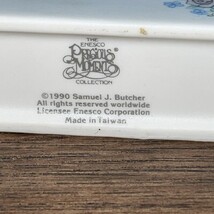 THE
ENESCO
PRECIOUS
MOMENTS
COLLECTION
©1990 Samuel J. Butcher
All rights reserved worldwide
Licensee Enesco Corporation
Made in Taiwan